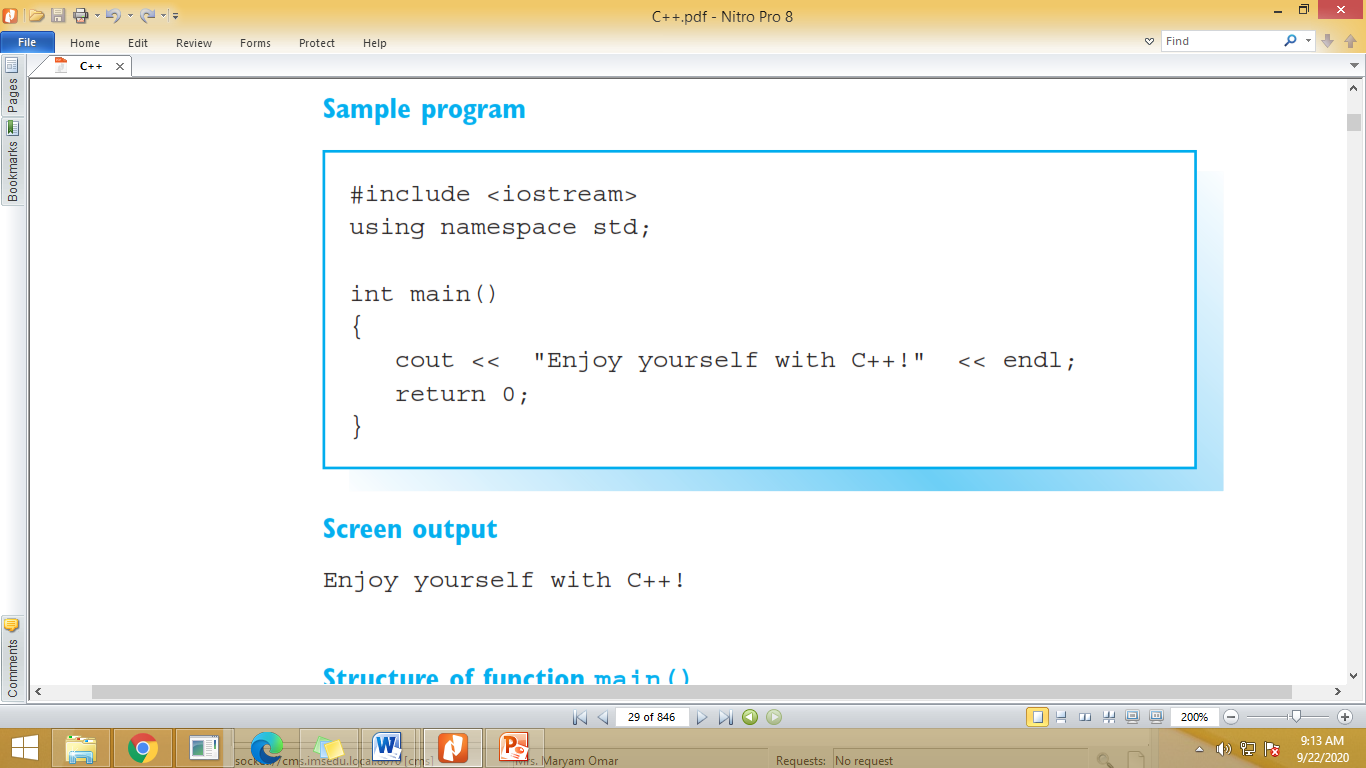 C++.pdf - Nitro Pro 8
File Home Edit Review Forms Protect Help Find
C++
Pages
Bookmarks
Comments
Sample program
#include <iostream>
using namespace std;
int main()
{
cout << "Enjoy yourself with C++!" << endl;
return 0;
}
Screen output
Enjoy yourself with C++!
Structure of function main()
29 of 846
200%
Mrs. Maryam Omar
Requests: No request
9:13 AM
9/22/2020